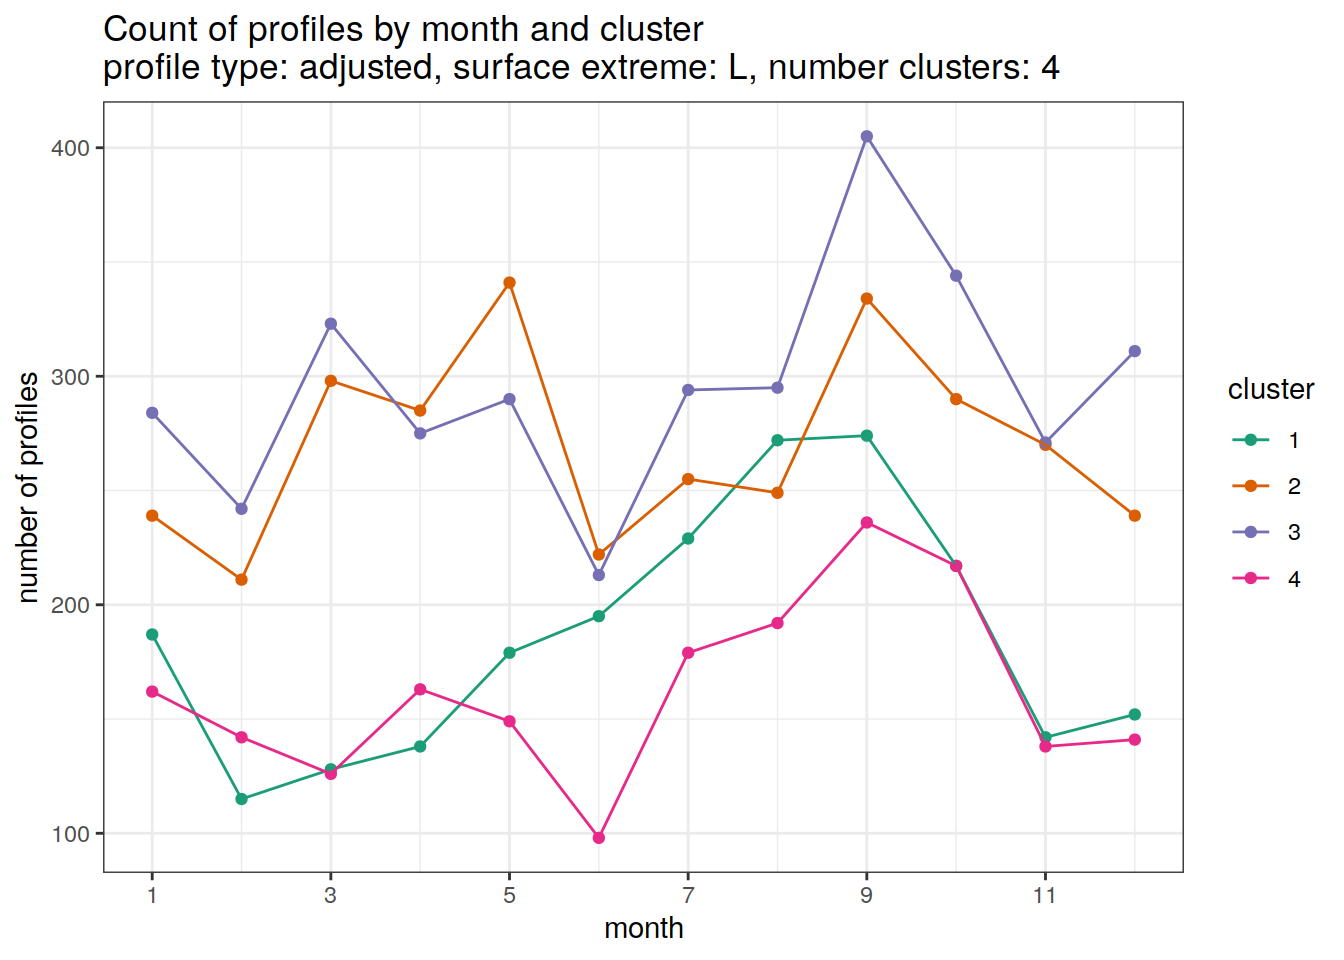 Count of profiles by month and cluster
profile type: adjusted, surface extreme: L, number clusters: 4
400
300
200
100
number of profiles
1 3 5 7 9 11
month
cluster
1
2
3
4